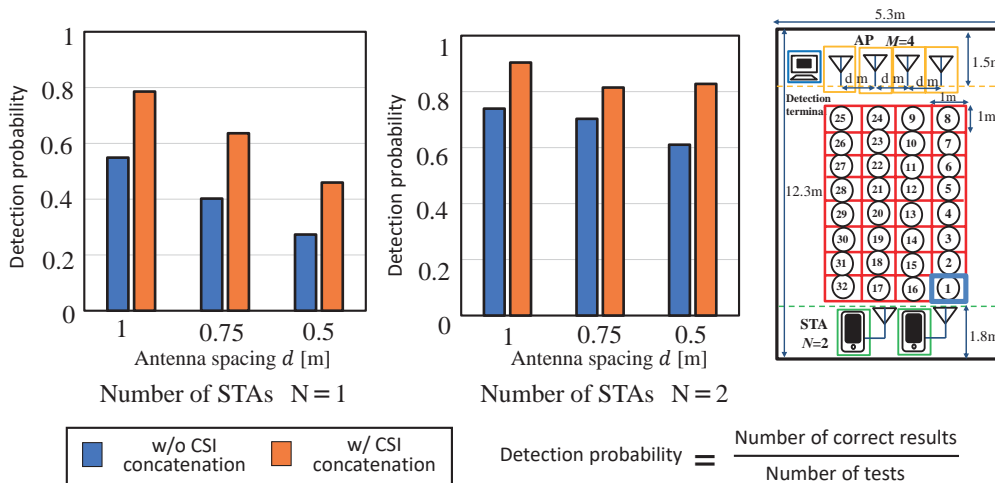 1
0.8
0.6
0.4
0.2
0
Detection probability
1
0.75
0.5
Antenna spacing d [m]
Number of STAs N = 1
1
0.8
0.6
0.4
0.2
0
Detection probability
1
0.75
0.5
Antenna spacing d [m]
Number of STAs N = 2
5.3m
AP M=4
1.5m
d m
d m
d m
Detection
termina
1m
1m
12.3m
25 24 9 8
26 23 10 7
27 22 11 6
28 21 12 5
29 20 13 4
30 19 14 3
31 18 15 2
32 17 16 1
STA
N=2
1.8m
w/o CSI
concatenation
w/ CSI
concatenation
Detection probability = Number of correct results
Number of tests